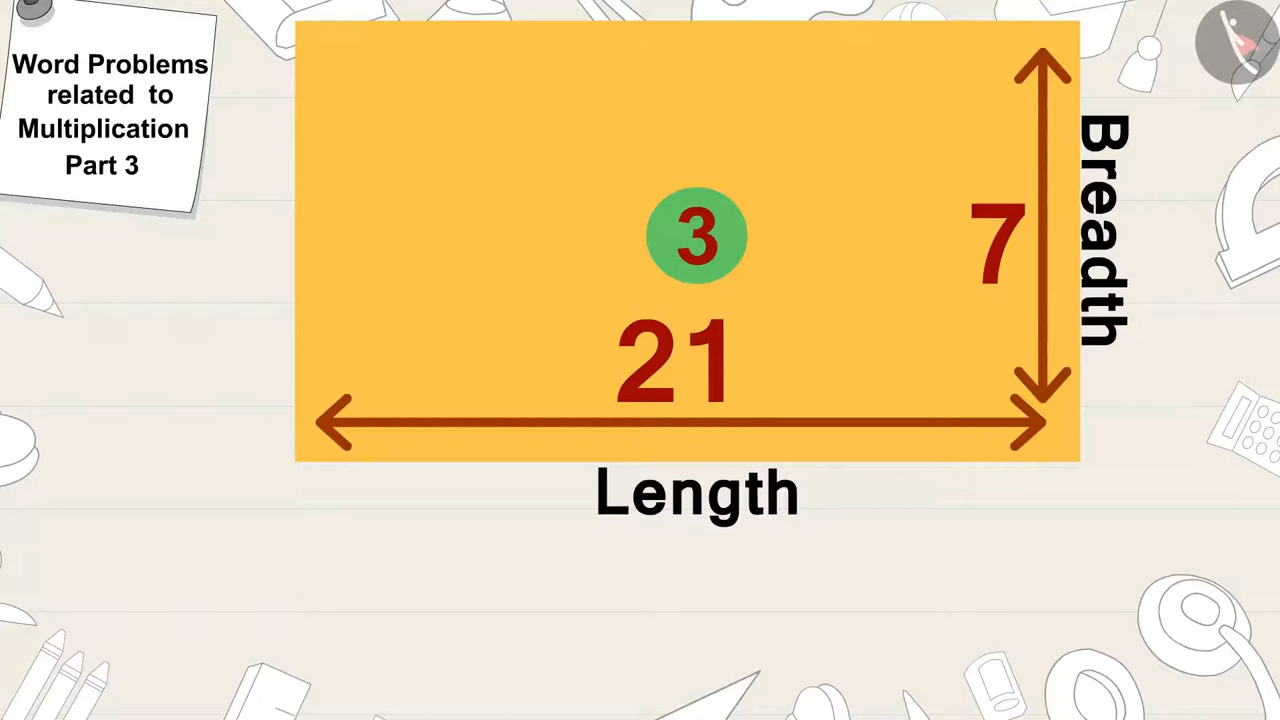 Word Problems
related to
Multiplication
Part 3
3
7
21
Breadth
Length